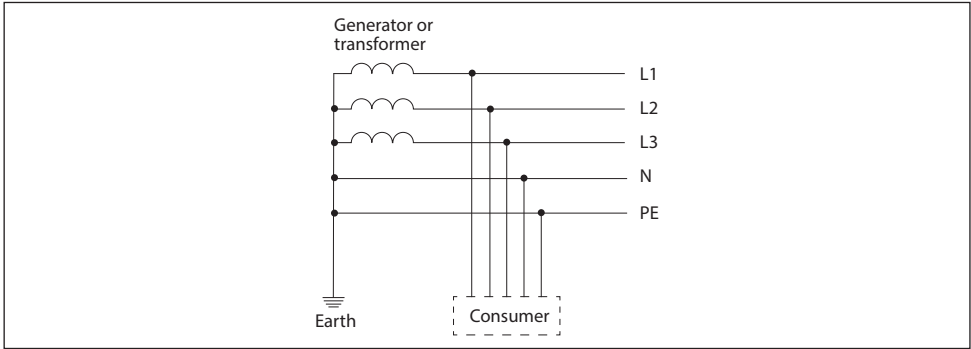 Generator or
transformer
L1
L2
L3
N
PE
Earth
Consumer